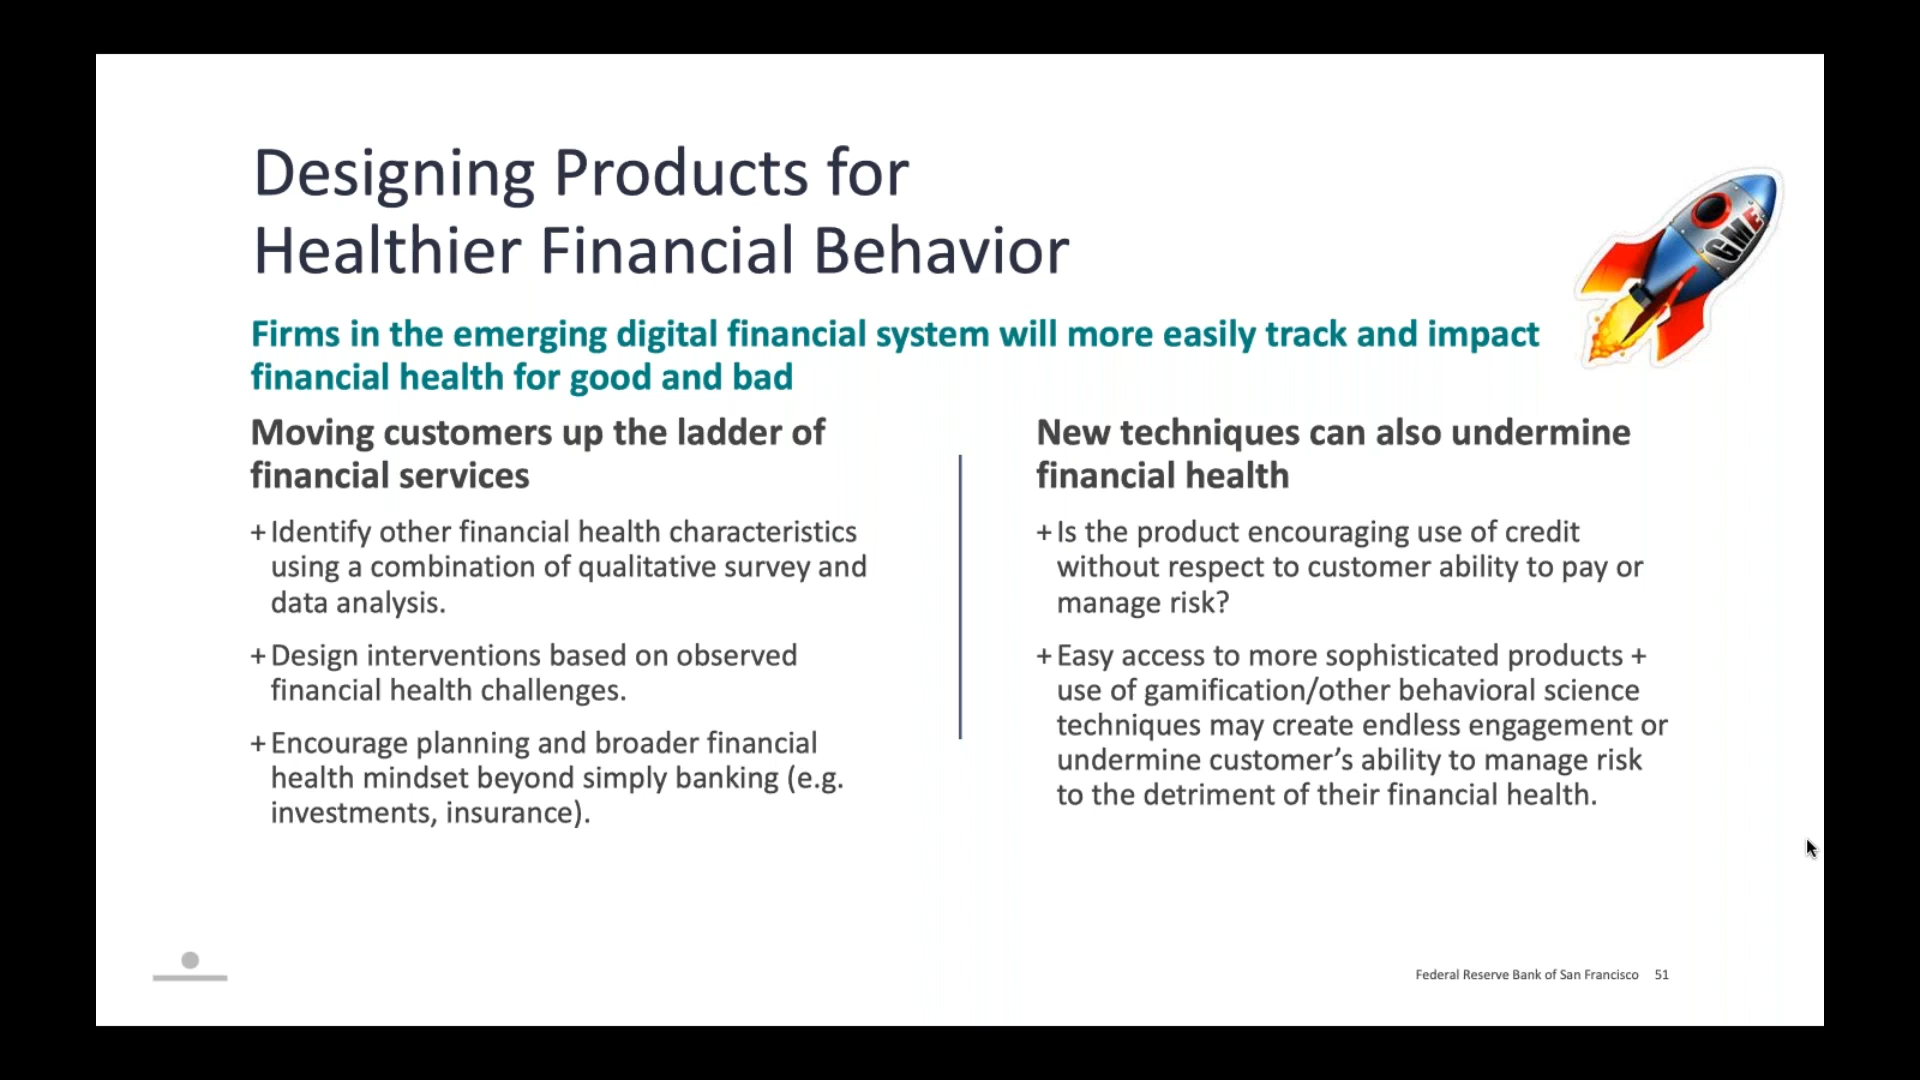 Designing Products for
Healthier Financial Behavior
GME
Firms in the emerging digital financial system will more easily track and impact
financial health for good and bad
Moving customers up the ladder of
financial services
+ Identify other financial health characteristics
using a combination of qualitative survey and
data analysis.
+ Design interventions based on observed
financial health challenges.
+ Encourage planning and broader financial
health mindset beyond simply banking (e.g.
investments, insurance).
New techniques can also undermine
financial health
+ Is the product encouraging use of credit
without respect to customer ability to pay or
manage risk?
+ Easy access to more sophisticated products +
use of gamification/other behavioral science
techniques may create endless engagement or
undermine customer’s ability to manage risk
to the detriment of their financial health.
Federal Reserve Bank of San Francisco 51